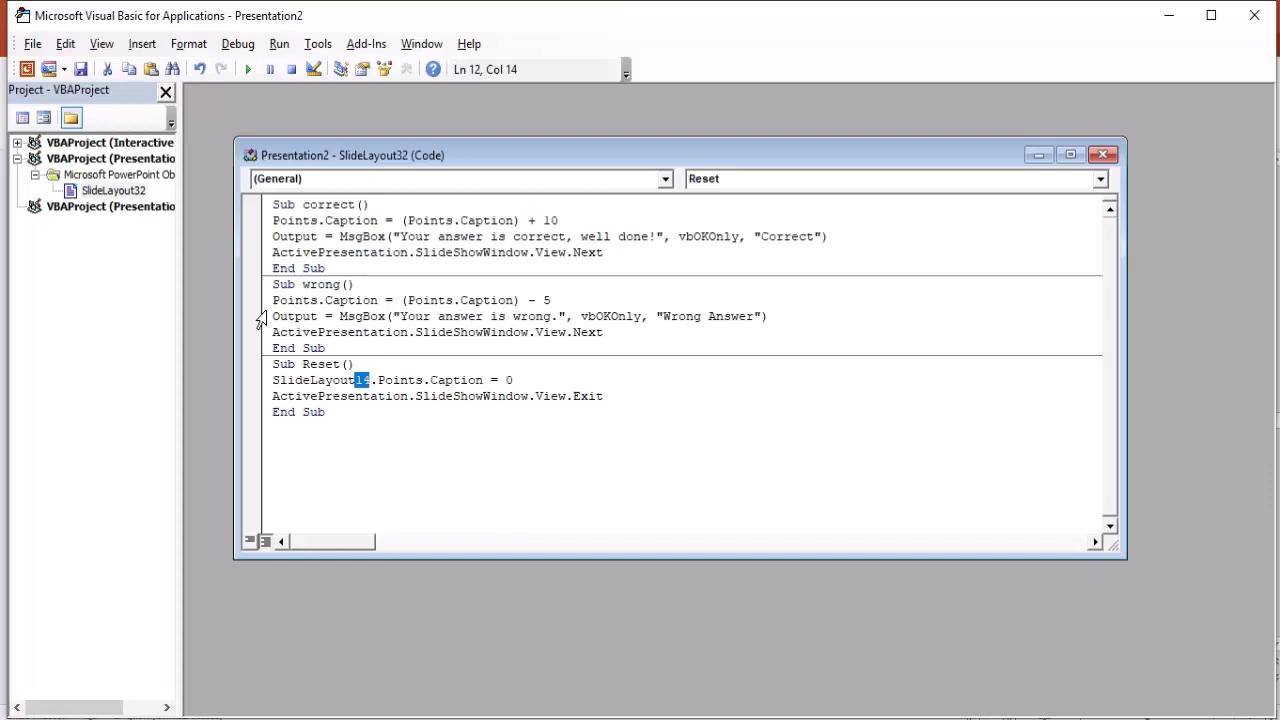 Microsoft Visual Basic for Applications - Presentation2
File Edit View Insert Format Debug Run Tools Add-Ins Window Help
Ln 12, Col 14
Project - VBAProject
VBAProject (Interactive
VBAProject (Presentatio
Microsoft PowerPoint Ob
SlideLayout32
VBAProject (Presentatio
Presentation2 - SlideLayout32 (Code)
(General) Reset
Sub correct()
Points.Caption = (Points.Caption) + 10
Output = MsgBox("Your answer is correct, well done!", vbOKOnly, "Correct")
ActivePresentation.SlideShowWindow.View.Next
End Sub
Sub wrong()
Points.Caption = (Points.Caption) - 5
Output = MsgBox("Your answer is wrong.", vbOKOnly, "Wrong Answer")
ActivePresentation.SlideShowWindow.View.Next
End Sub
Sub Reset()
SlideLayout14.Points.Caption = 0
ActivePresentation.SlideShowWindow.View.Exit
End Sub